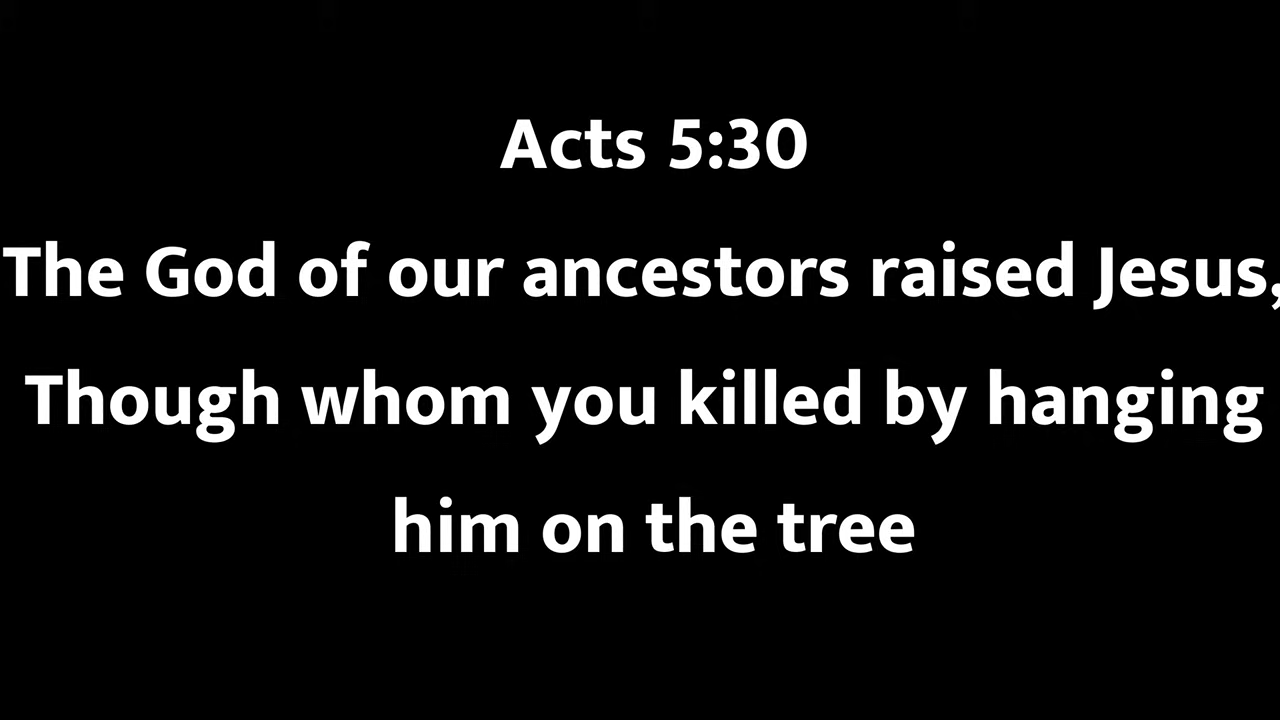 Acts 5:30
The God of our ancestors raised Jesus,
Though whom you killed by hanging
him on the tree